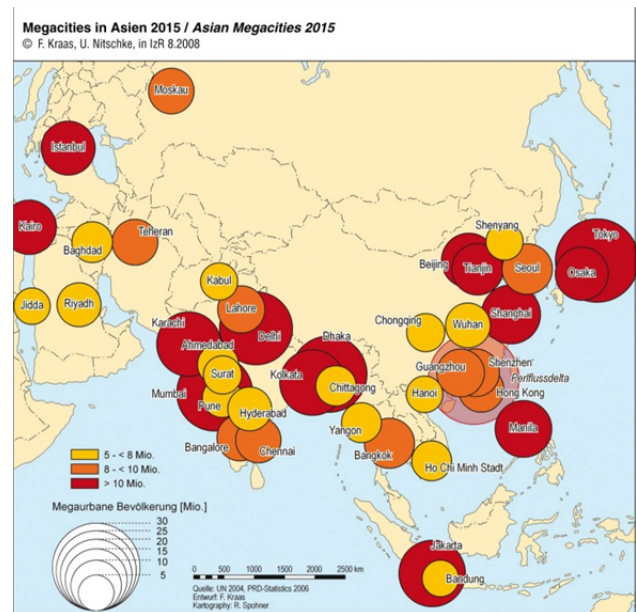 Megacities in Asien 2015 / Asian Megacities 2015
© F. Kraas, U. Nitschke, in IzR 8.2008
Moskau
Istanbul
Kairo
Teheran
Baghdad
Shenyang
Tokyo
Beijing
Tianjin
Seoul
Osaka
Kabul
Jidda
Riyadh
Lahore
Shanghai
Karachi
Delhi
Chongqing
Wuhan
Ahmedabad
Dhaka
Surat
Kolkata
Guangzhou
Shenzhen
Perlflussdelta
Mumbai
Pune
Chittagong
Hanoi
Hong Kong
Hyderabad
Yangon
Manila
Bangalore
Chennai
Bangkok
Ho Chi Minh Stadt
5 - < 8 Mio.
8 - < 10 Mio.
> 10 Mio.
Megaurbane Bevölkerung [Mio.]
30
25
20
15
10
5
0 500 1000 1500 2000 2500 km
Quelle: UN 2004, PRD-Statistics 2006
Entwurf: F. Kraas
Kartography: R. Spohner
Jakarta
Bandung